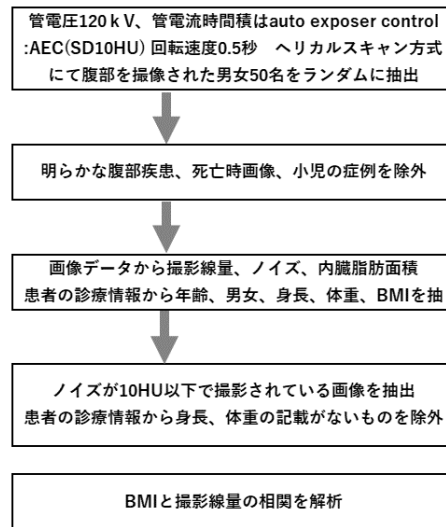 管電圧120ｋV、管電流時間積はauto exposer control
:AEC(SD10HU) 回転速度0.5秒　ヘリカルスキャン方式
にて腹部を撮像された男女50名をランダムに抽出
明らかな腹部疾患、死亡時画像、小児の症例を除外
画像データから撮影線量、ノイズ、内臓脂肪面積
患者の診療情報から年齢、男女、身長、体重、BMIを抽
ノイズが10HU以下で撮影されている画像を抽出
患者の診療情報から身長、体重の記載がないものを除外
BMIと撮影線量の相関を解析